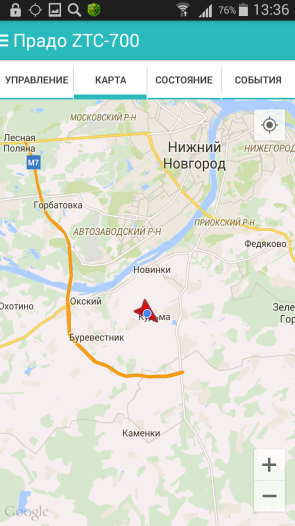 76% 13:36
Прадо ZTC-700
УПРАВЛЕНИЕ КАРТА СОСТОЯНИЕ СОБЫТИЯ
МОСКОВСКИЙ Р-Н
Лесная
Поляна
Нижний
Новгород
НИЖЕГОРОД
M7
Горбатовка
АВТОЗАВОДСКИЙ Р-Н
ПРИОКСКИЙ Р-Н
Федяково
Новинки
Охотино
Окский
Кусьма
Зеле
Гор
Буревестник
Каменки
+
−
Google